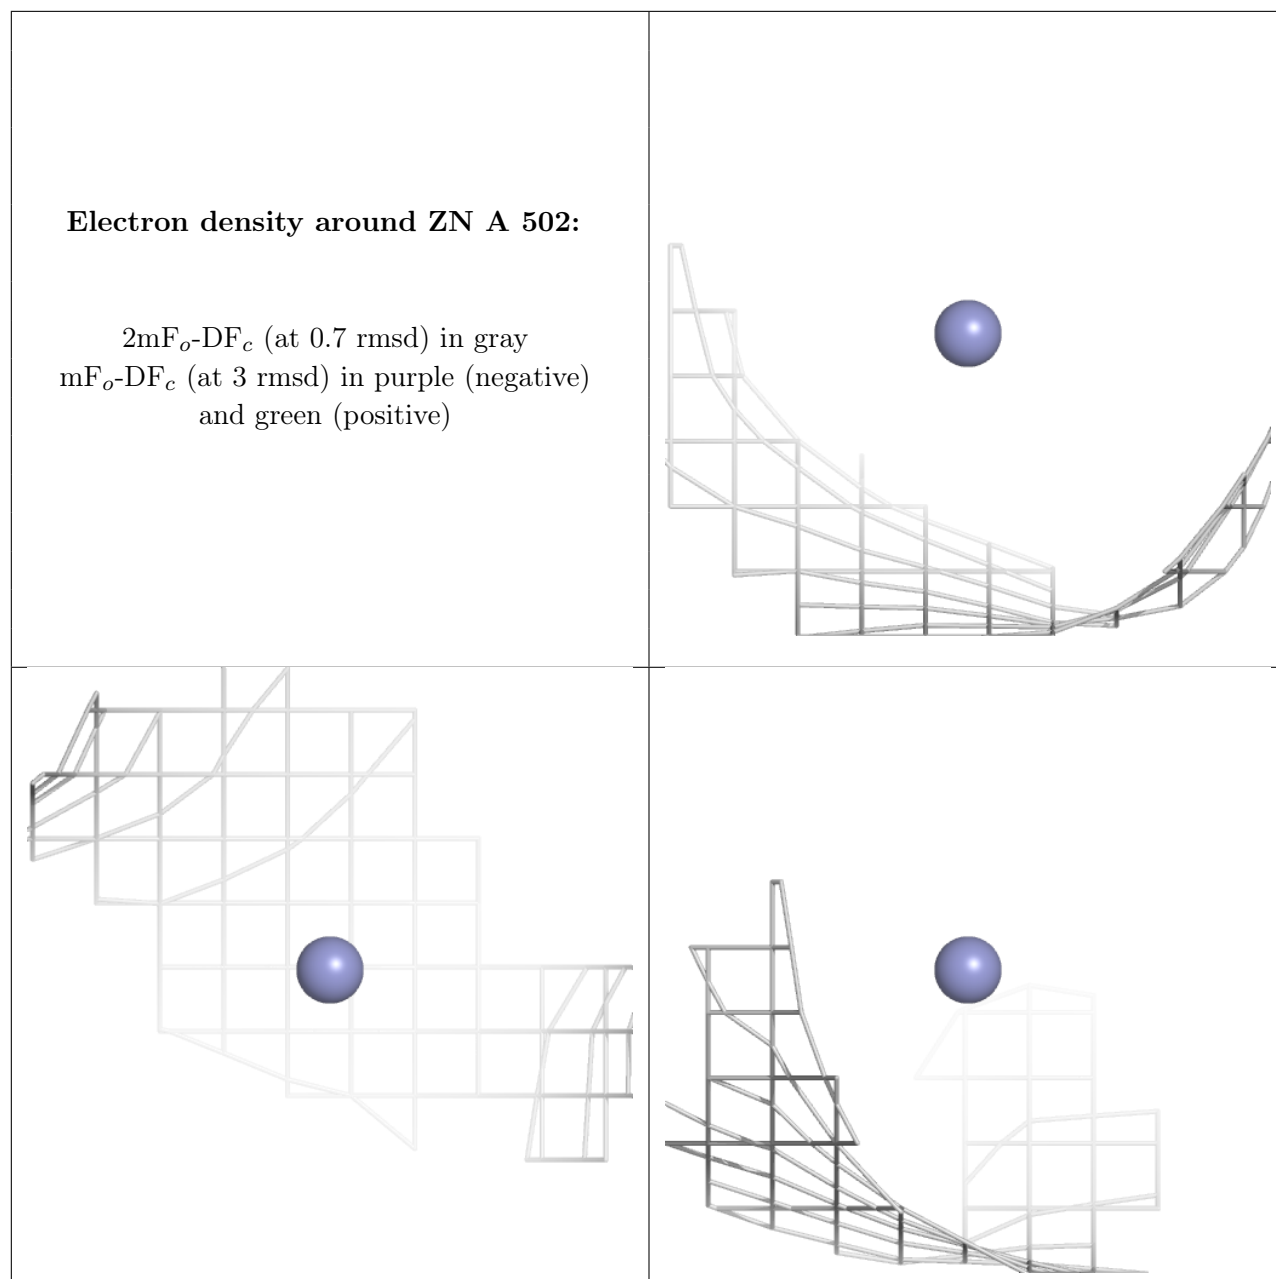 Electron density around ZN A 502:
2mFo-DFc (at 0.7 rmsd) in gray
mFo-DFc (at 3 rmsd) in purple (negative)
and green (positive)